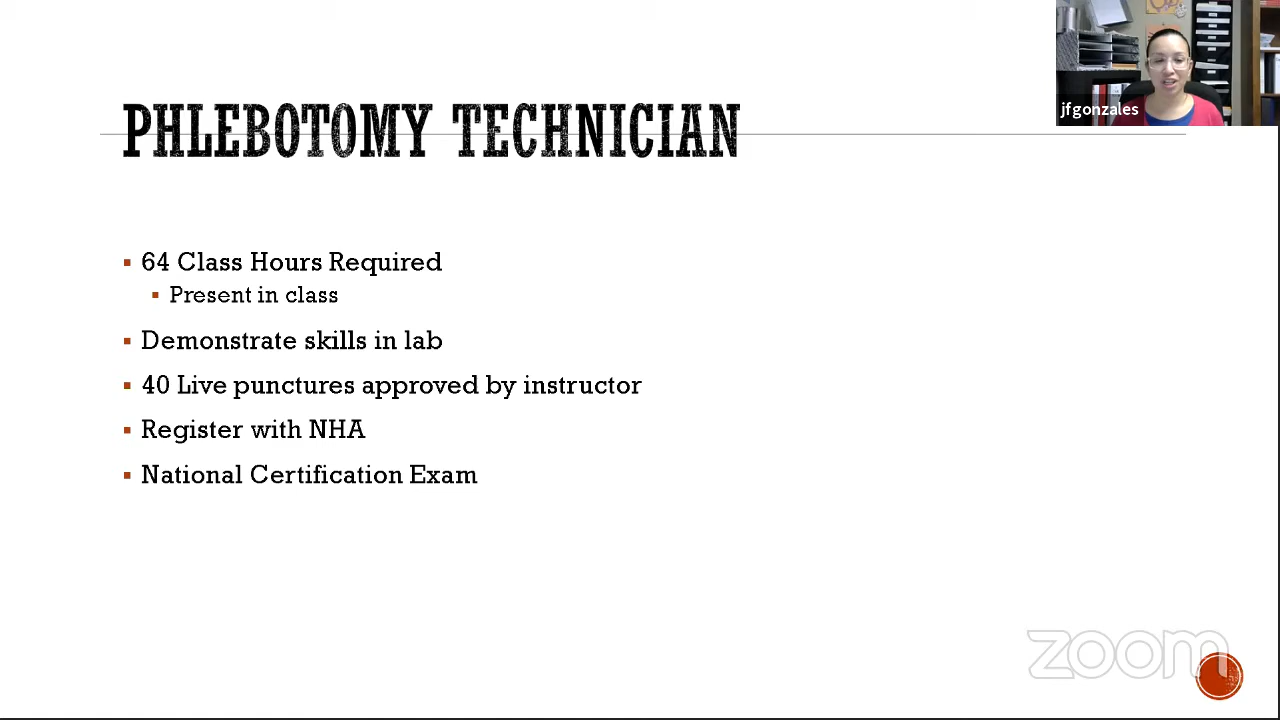 jfgonzales
PHLEBOTOMY TECHNICIAN
64 Class Hours Required
Present in class
Demonstrate skills in lab
40 Live punctures approved by instructor
Register with NHA
National Certification Exam
zoom